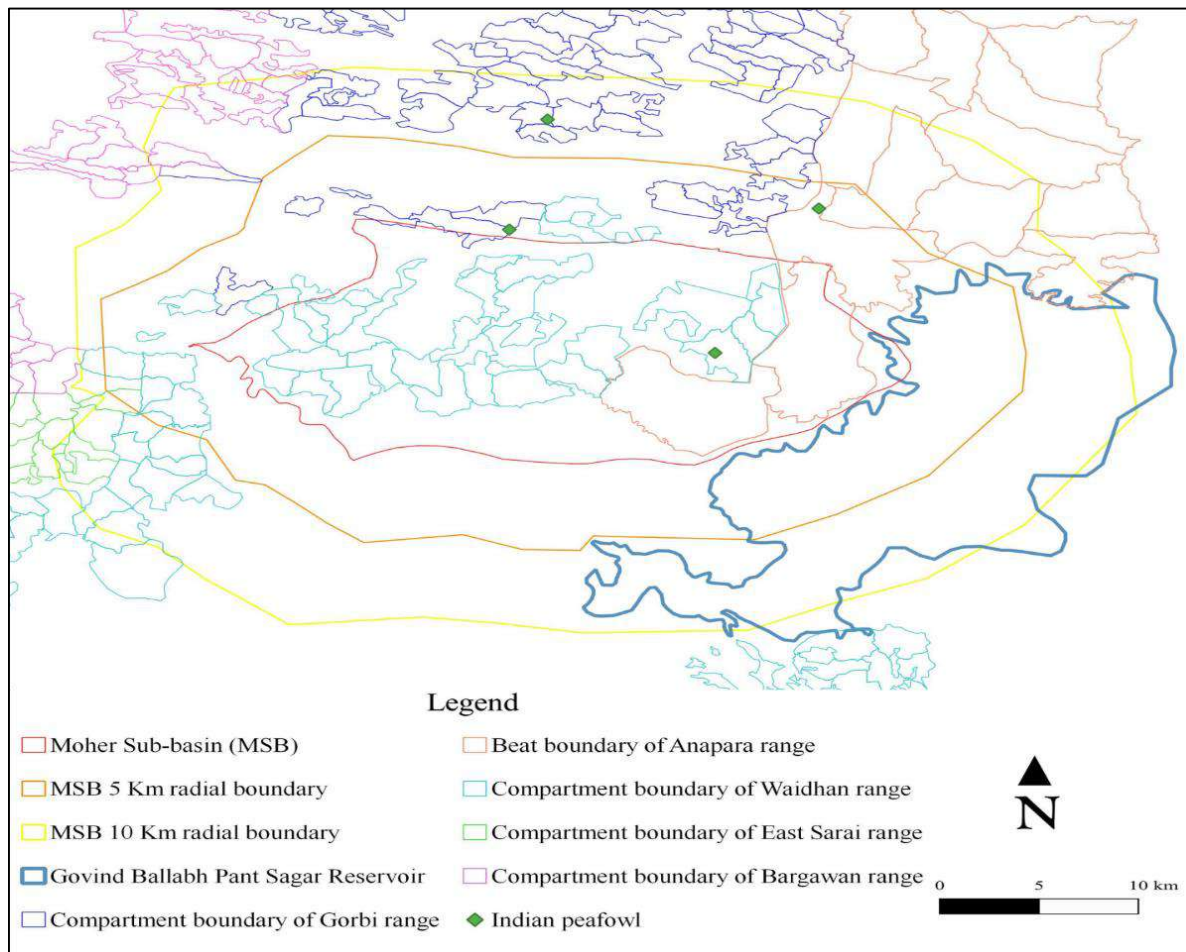 Legend
Moher Sub-basin (MSB)
MSB 5 Km radial boundary
MSB 10 Km radial boundary
Govind Ballabh Pant Sagar Reservoir
Compartment boundary of Gorbi range
Beat boundary of Anapara range
Compartment boundary of Waidhan range
Compartment boundary of East Sarai range
Compartment boundary of Bargawan range
Indian peafowl
N
0 5 10 km